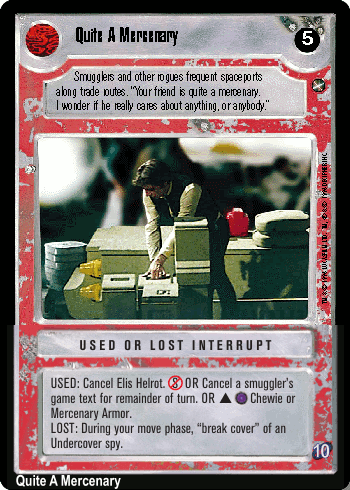 Quite A Mercenary
5
Smugglers and other rogues frequent spaceports
along trade routes. "Your friend is quite a mercenary.
I wonder if he really cares about anything, or anybody."
USED OR LOST INTERRUPT
USED: Cancel Elis Helrot. OR Cancel a smuggler's
game text for remainder of turn. OR ▲ Chewie or
Mercenary Armor.
LOST: During your move phase, "break cover" of an
Undercover spy.
10
Quite A Mercenary